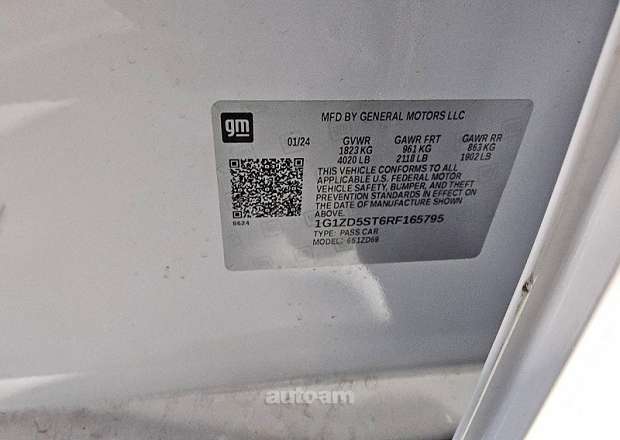 gm
MFD BY GENERAL MOTORS LLC
01/24 GVWR GAWR FRT GAWR RR
1823 KG 961 KG 863 KG
4020 LB 2118 LB 1902 LB
THIS VEHICLE CONFORMS TO ALL
APPLICABLE U.S. FEDERAL MOTOR
VEHICLE SAFETY, BUMPER, AND THEFT
PREVENTION STANDARDS IN EFFECT ON
THE DATE OF MANUFACTURE SHOWN
ABOVE.
1G1ZD5ST6RF165795
TYPE: PASS CAR
MODEL:
autoam